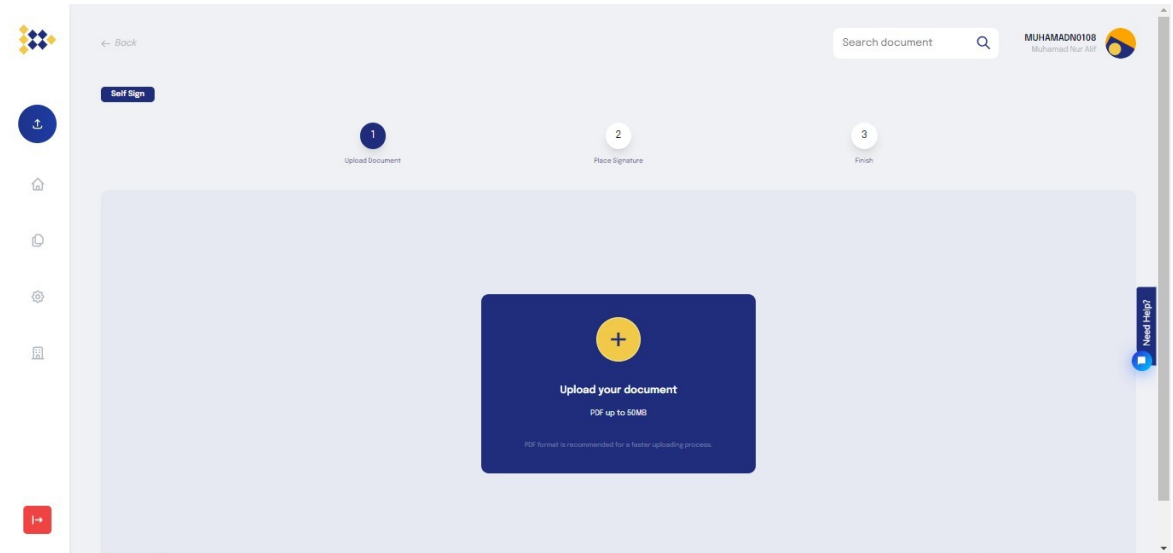 ← Back
Search document
MUHAMADN0108
Muhamad Nur Alif
Self Sign
1
Upload Document
2
Place Signature
3
Finish
Need Help?
+
Upload your document
PDF up to 50MB
PDF format is recommended for a faster uploading process.